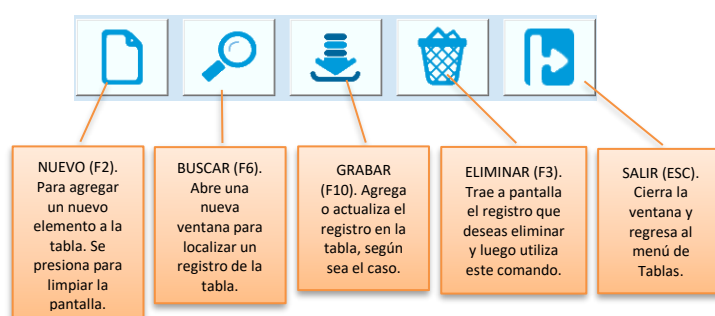 NUEVO (F2).
Para agregar
un nuevo
elemento a la
tabla. Se
presiona para
limpiar la
pantalla.
BUSCAR (F6).
Abre una
nueva
ventana para
localizar un
registro de la
tabla.
GRABAR
(F10). Agrega
o actualiza el
registro en la
tabla, según
sea el caso.
ELIMINAR (F3).
Trae a pantalla
el registro que
deseas eliminar
y luego utiliza
este comando.
SALIR (ESC).
Cierra la
ventana y
regresa al
menú de
Tablas.